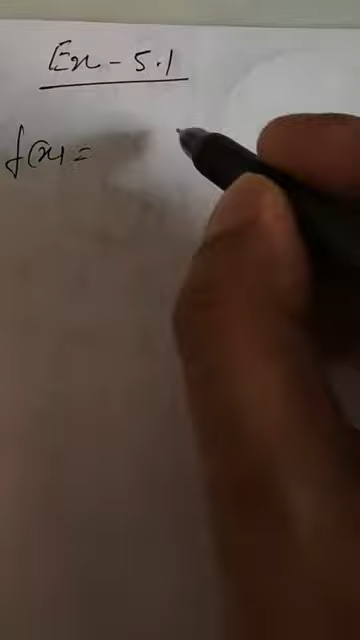 Ex - 5.1
f(x) =